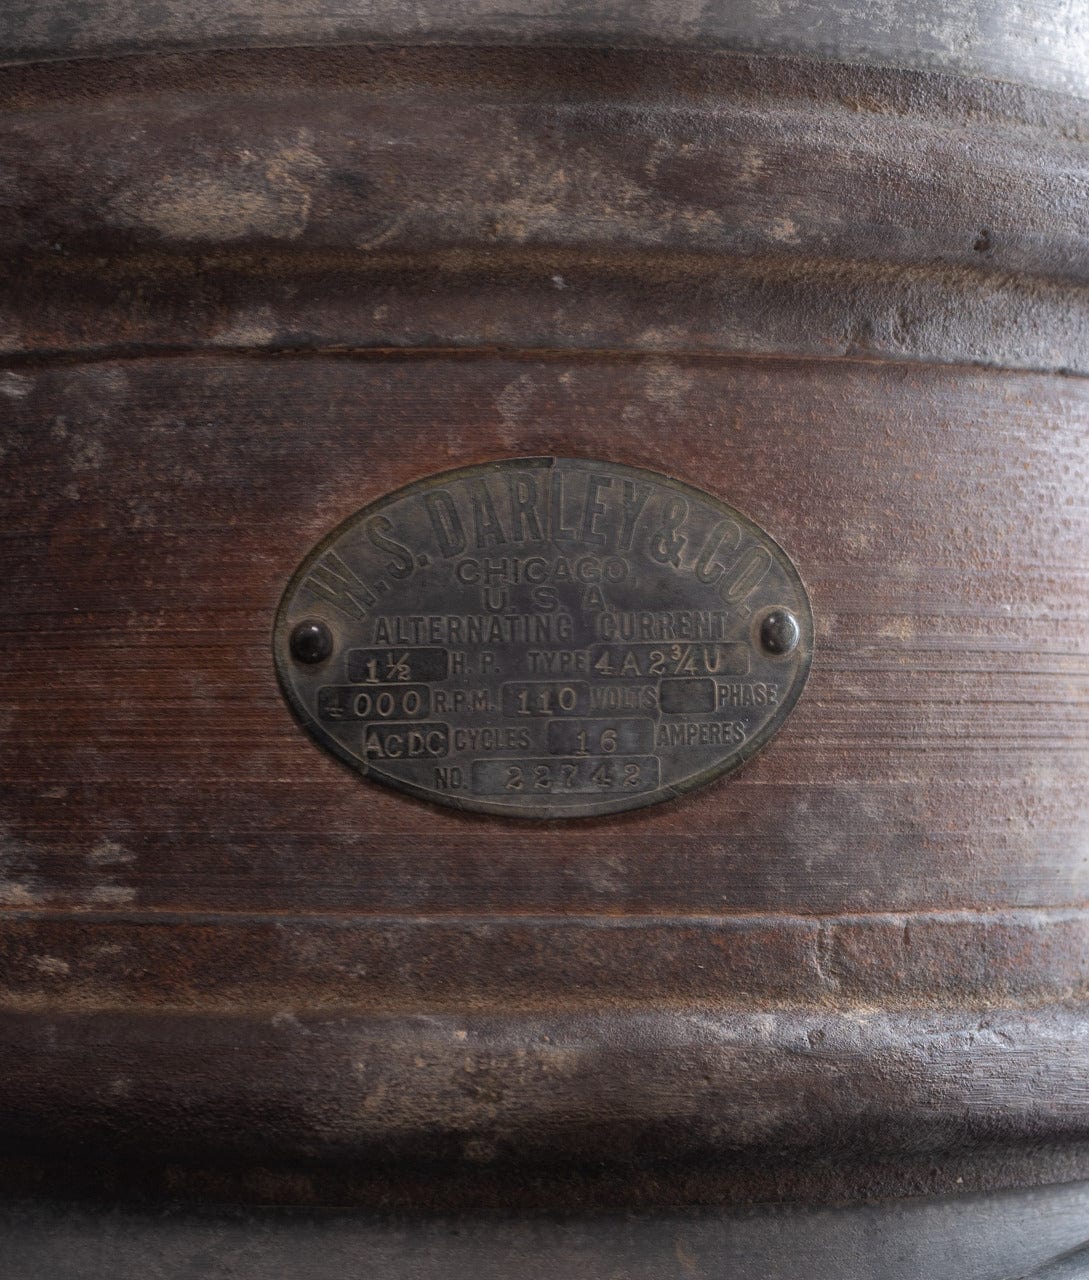 W. S. DARLEY & CO.
CHICAGO
U. S. A.
ALTERNATING CURRENT
1½ H. P. TYPE 4A2¾U
4000 R.P.M. 110 VOLTS PHASE
ACDC CYCLES 16 AMPERES
NO. 22742